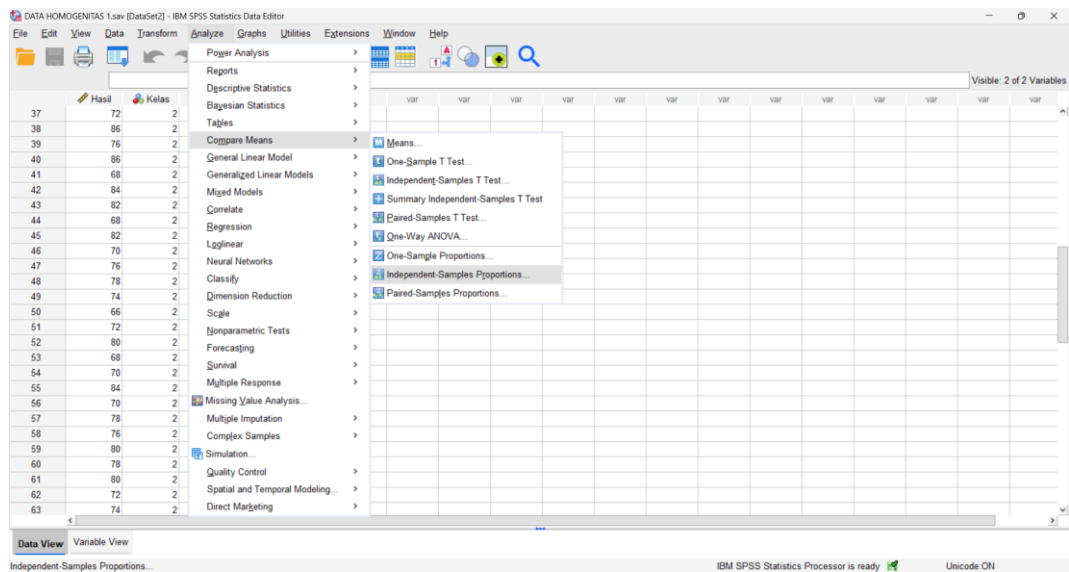 DATA HOMOGENITAS 1.sav [DataSet2] - IBM SPSS Statistics Data Editor
File Edit View Data Transform Analyze Graphs Utilities Extensions Window Help
Visible: 2 of 2 Variables
Hasil Kelas var var var var var var var var var var var var var
37 72 2
38 86 2
39 76 2
40 86 2
41 68 2
42 84 2
43 82 2
44 68 2
45 82 2
46 70 2
47 76 2
48 78 2
49 74 2
50 66 2
51 72 2
52 80 2
53 68 2
54 70 2
55 84 2
56 70 2
57 78 2
58 76 2
59 80 2
60 78 2
61 80 2
62 72 2
63 74 2
Power Analysis
Reports
Descriptive Statistics
Bayesian Statistics
Tables
Compare Means
General Linear Model
Generalized Linear Models
Mixed Models
Correlate
Regression
Loglinear
Neural Networks
Classify
Dimension Reduction
Scale
Nonparametric Tests
Forecasting
Survival
Multiple Response
Missing Value Analysis...
Multiple Imputation
Complex Samples
Simulation...
Quality Control
Spatial and Temporal Modeling...
Direct Marketing
Means...
One-Sample T Test...
Independent-Samples T Test...
Summary Independent-Samples T Test
Paired-Samples T Test...
One-Way ANOVA...
One-Sample Proportions...
Independent-Samples Proportions...
Paired-Samples Proportions...
Data View Variable View
Independent-Samples Proportions... IBM SPSS Statistics Processor is ready Unicode:ON